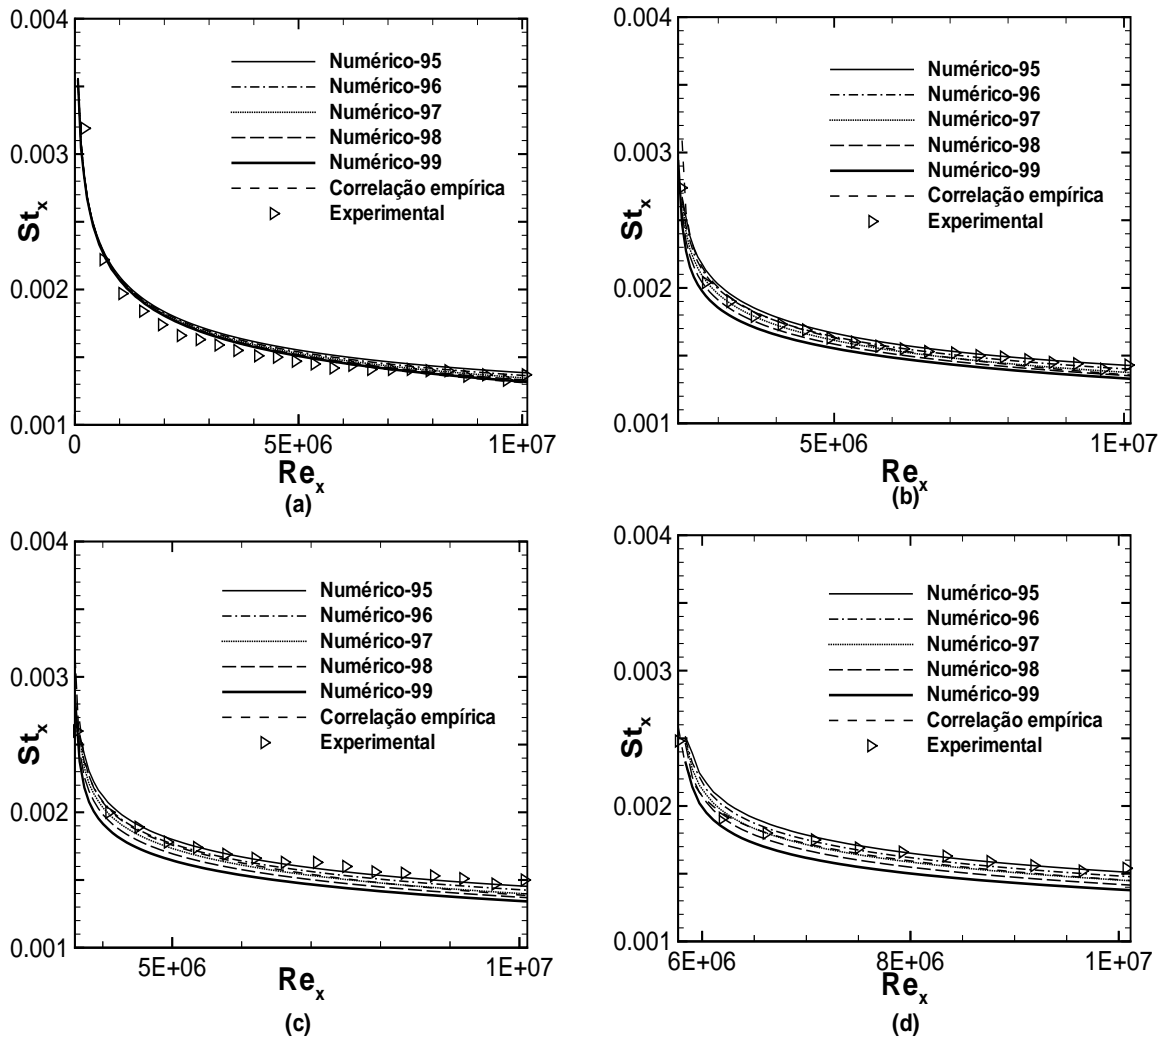 0.004
0.003
0.002
0.001
St_x
Numérico-95
Numérico-96
Numérico-97
Numérico-98
Numérico-99
Correlação empírica
Experimental
0 5E+06 1E+07
Re_x
(a)
0.004
0.003
0.002
0.001
St_x
Numérico-95
Numérico-96
Numérico-97
Numérico-98
Numérico-99
Correlação empírica
Experimental
5E+06 1E+07
Re_x
(b)
0.004
0.003
0.002
0.001
St_x
Numérico-95
Numérico-96
Numérico-97
Numérico-98
Numérico-99
Correlação empírica
Experimental
5E+06 1E+07
Re_x
(c)
0.004
0.003
0.002
0.001
St_x
Numérico-95
Numérico-96
Numérico-97
Numérico-98
Numérico-99
Correlação empírica
Experimental
6E+06 8E+06 1E+07
Re_x
(d)